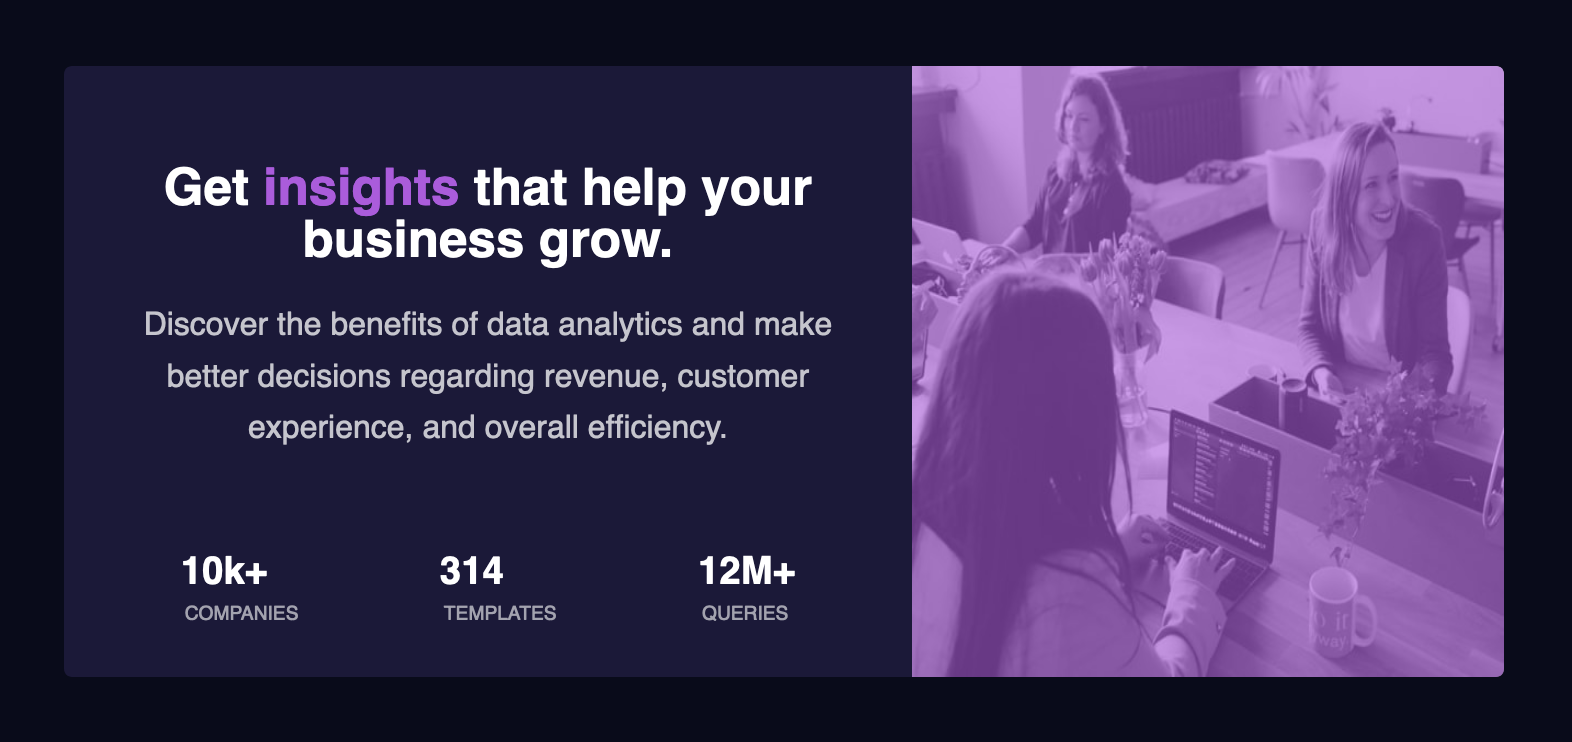 Get insights that help your
business grow.
Discover the benefits of data analytics and make
better decisions regarding revenue, customer
experience, and overall efficiency.
10k+ 314 12M+
COMPANIES TEMPLATES QUERIES